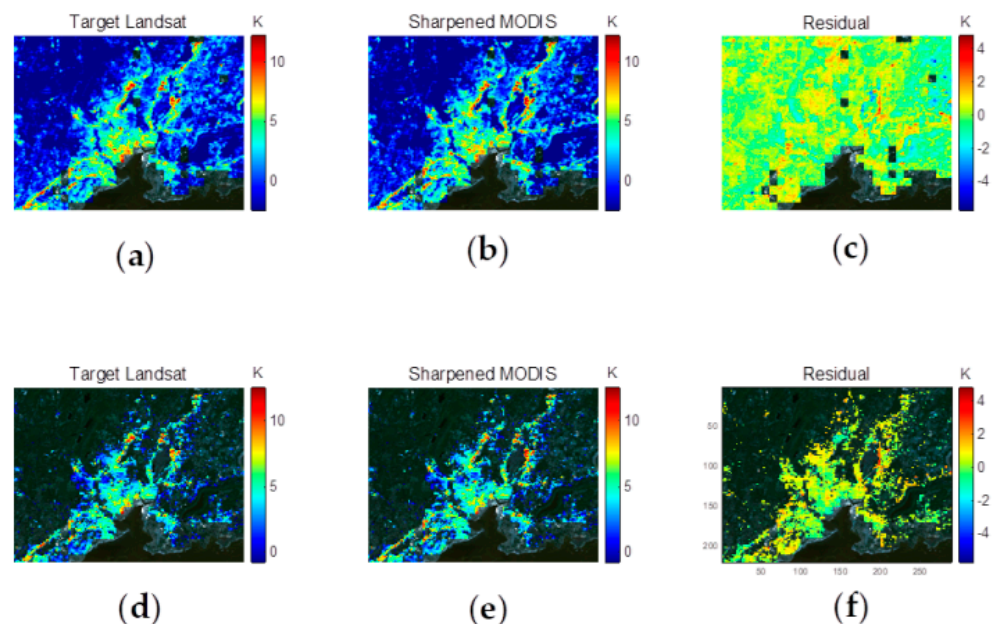 Target Landsat K
Sharpened MODIS K
Residual K
10
5
0
10
5
0
4
2
0
-2
-4
(a)
(b)
(c)
Target Landsat K
Sharpened MODIS K
Residual K
10
5
0
10
5
0
4
2
0
-2
-4
50
100
150
200
50 100 150 200 250
(d)
(e)
(f)